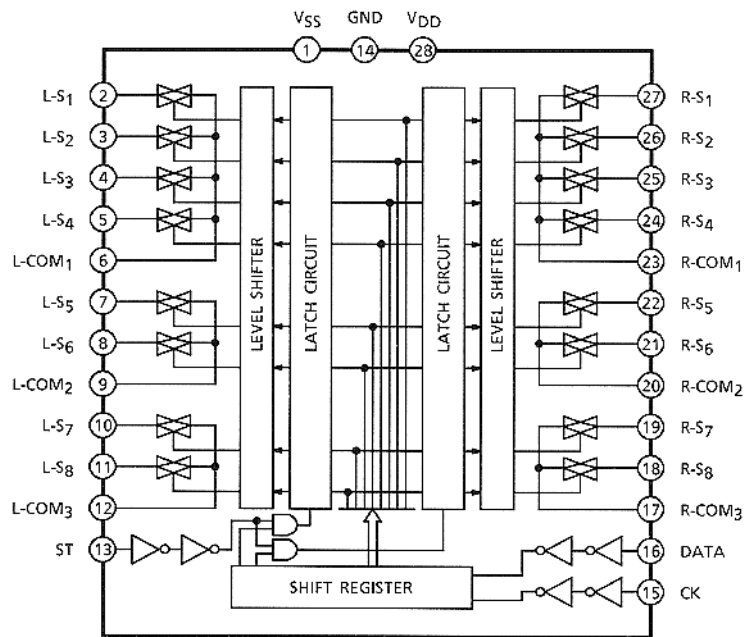 VSS GND VDD
1 14 28
L-S1 2
L-S2 3
L-S3 4
L-S4 5
L-COM1 6
L-S5 7
L-S6 8
L-COM2 9
L-S7 10
L-S8 11
L-COM3 12
ST 13
LEVEL SHIFTER
LATCH CIRCUIT
LATCH CIRCUIT
LEVEL SHIFTER
27 R-S1
26 R-S2
25 R-S3
24 R-S4
23 R-COM1
22 R-S5
21 R-S6
20 R-COM2
19 R-S7
18 R-S8
17 R-COM3
16 DATA
15 CK
SHIFT REGISTER